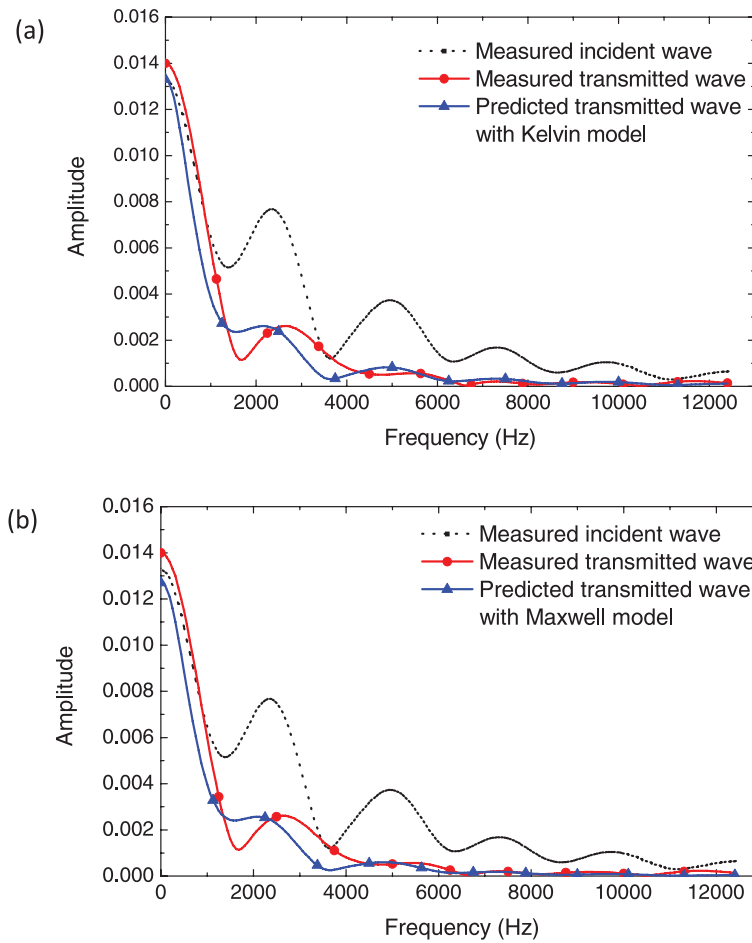 (a)
0.016
0.014
0.012
0.010
0.008
0.006
0.004
0.002
0.000
Amplitude
Measured incident wave
Measured transmitted wave
Predicted transmitted wave
with Kelvin model
0 2000 4000 6000 8000 10000 12000
Frequency (Hz)
(b)
0.016
0.014
0.012
0.010
0.008
0.006
0.004
0.002
0.000
Amplitude
Measured incident wave
Measured transmitted wave
Predicted transmitted wave
with Maxwell model
0 2000 4000 6000 8000 10000 12000
Frequency (Hz)